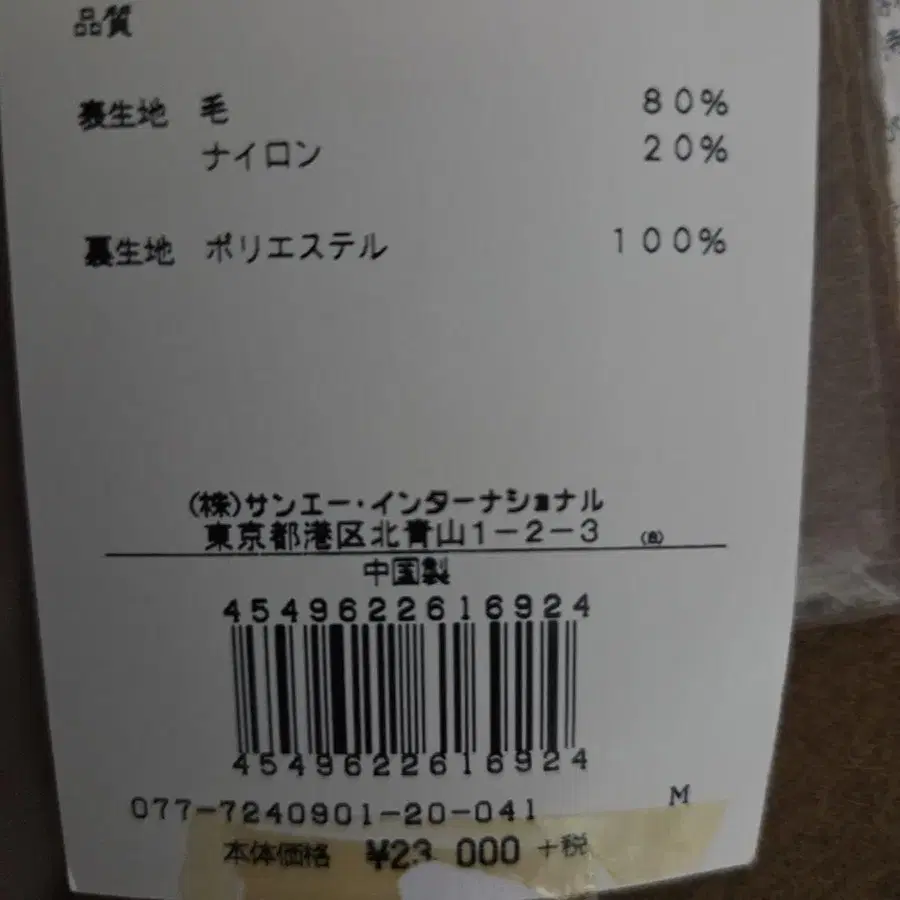 品質
表生地 毛 80%
ナイロン 20%
裏生地 ポリエステル 100%
(株)サンエー・インターナショナル
東京都港区北青山1-2-3
中国製
4549622616924
4549622616924
077-7240901-20-041 M
本体価格 ¥23 000 +税